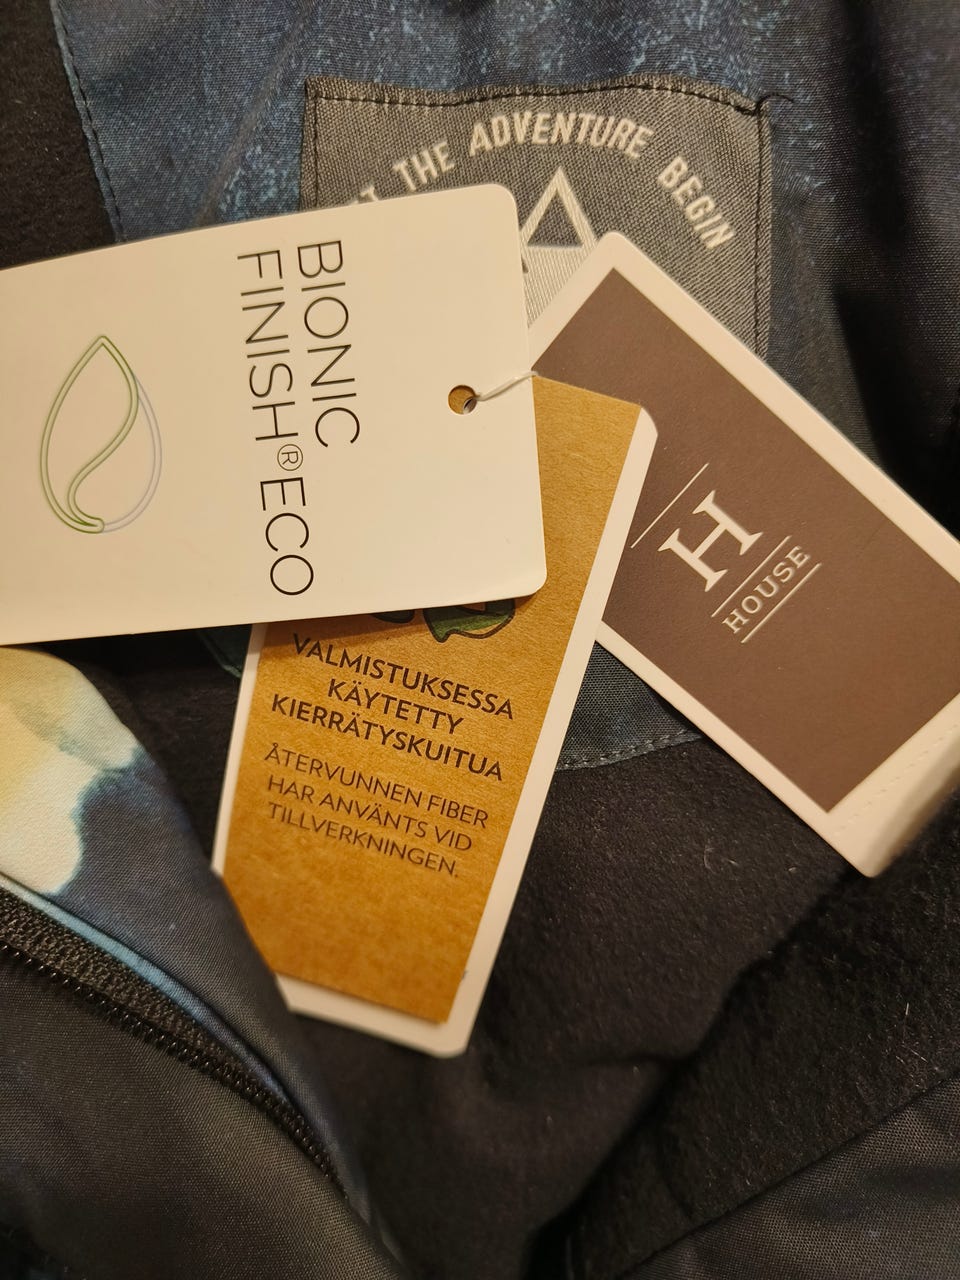 THE ADVENTURE BEGIN
BIONIC
FINISH® ECO
H
HOUSE
VALMISTUKSESSA
KÄYTETTY
KIERRÄTYSKUITUA
ÅTERVUNNEN FIBER
HAR ANVÄNTS VID
TILLVERKNINGEN.